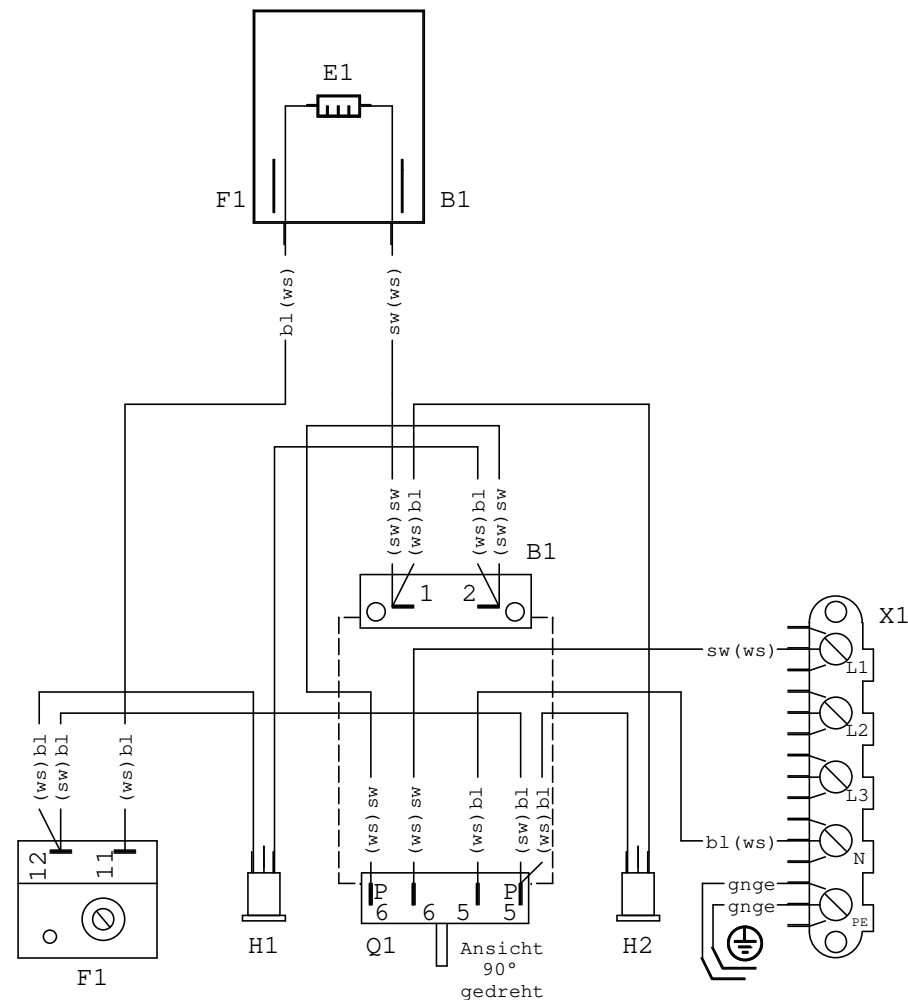 E1
F1
B1
bl(ws)
sw(ws)
(sw)sw
(ws)bl
(ws)bl
(sw)sw
B1
1
2
X1
sw(ws)
L1
L2
L3
bl(ws)
N
gnge
gnge
PE
(ws)bl
(sw)bl
(ws)bl
(ws)sw
(ws)sw
(ws)bl
(sw)bl
(ws)bl
12
11
P
P
6
6
5
5
H1
Q1
Ansicht
90°
gedreht
H2
F1